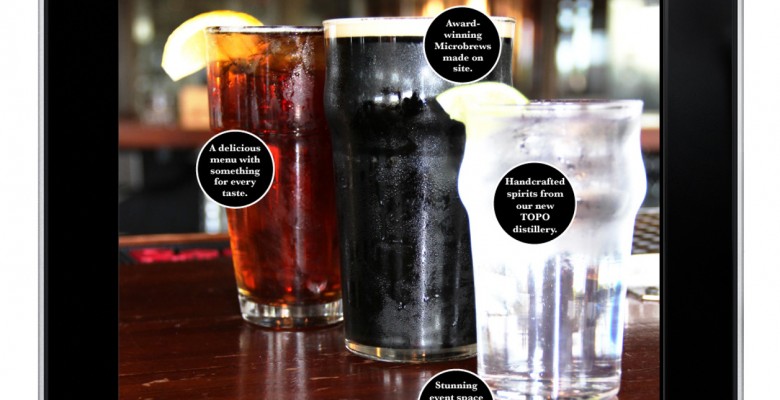 Award-
winning
Microbrews
made on
site.
A delicious
menu with
something
for every
taste.
Handcrafted
spirits from
our new
TOPO
distillery.
Stunning
event space